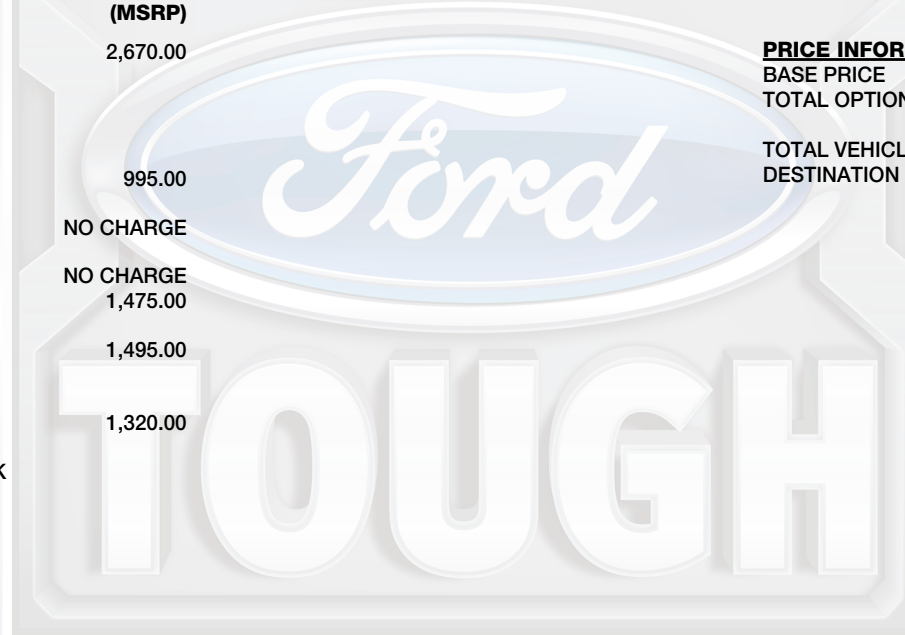 (MSRP)
2,670.00
PRICE INFOR
BASE PRICE
TOTAL OPTION
TOTAL VEHICL
995.00
DESTINATION
NO CHARGE
NO CHARGE
1,475.00
1,495.00
1,320.00
K
Ford
TOUGH